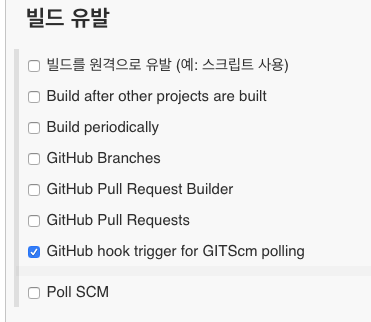 빌드 유발
빌드를 원격으로 유발 (예: 스크립트 사용)
Build after other projects are built
Build periodically
GitHub Branches
GitHub Pull Request Builder
GitHub Pull Requests
GitHub hook trigger for GITScm polling
Poll SCM